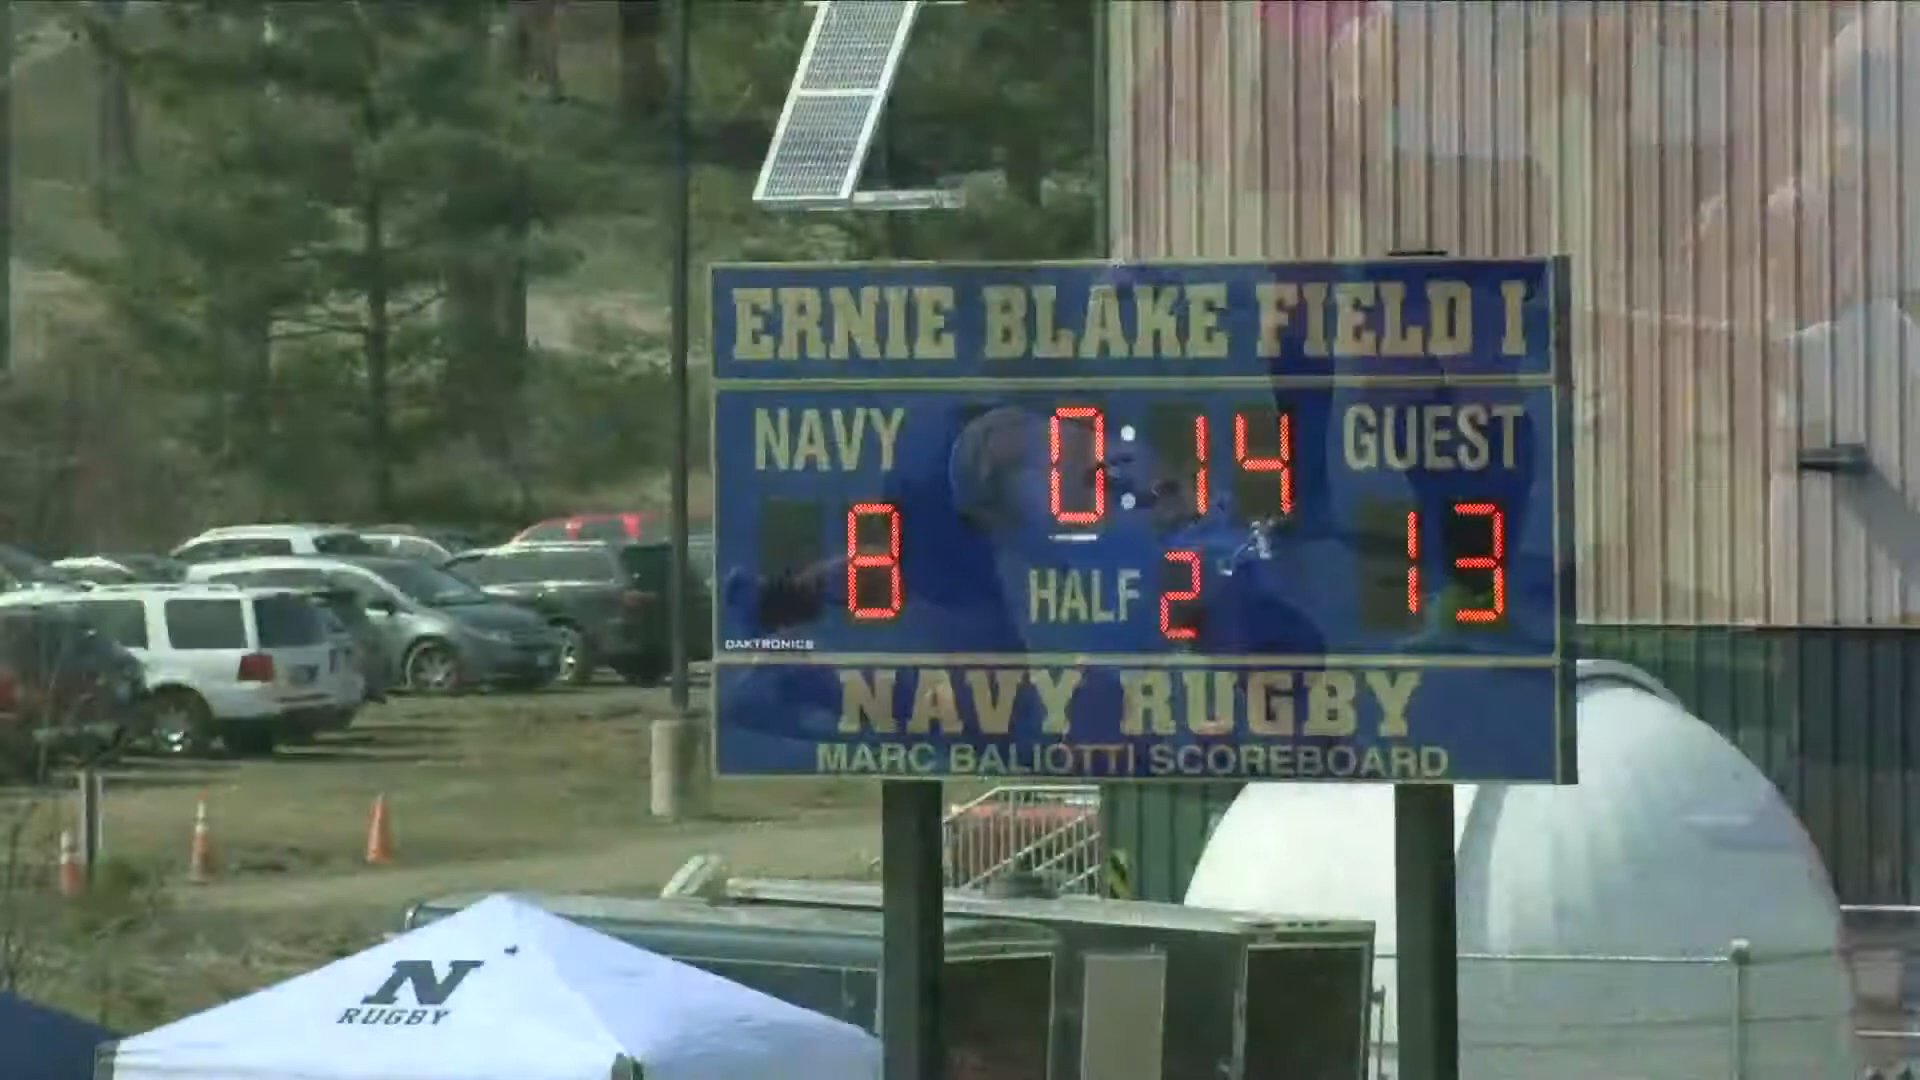 ERNIE BLAKE FIELD I
NAVY 0:14 GUEST
8 HALF 2 13
DAKTRONICS
NAVY RUGBY
MARC BALIOTTI SCOREBOARD
N
RUGBY